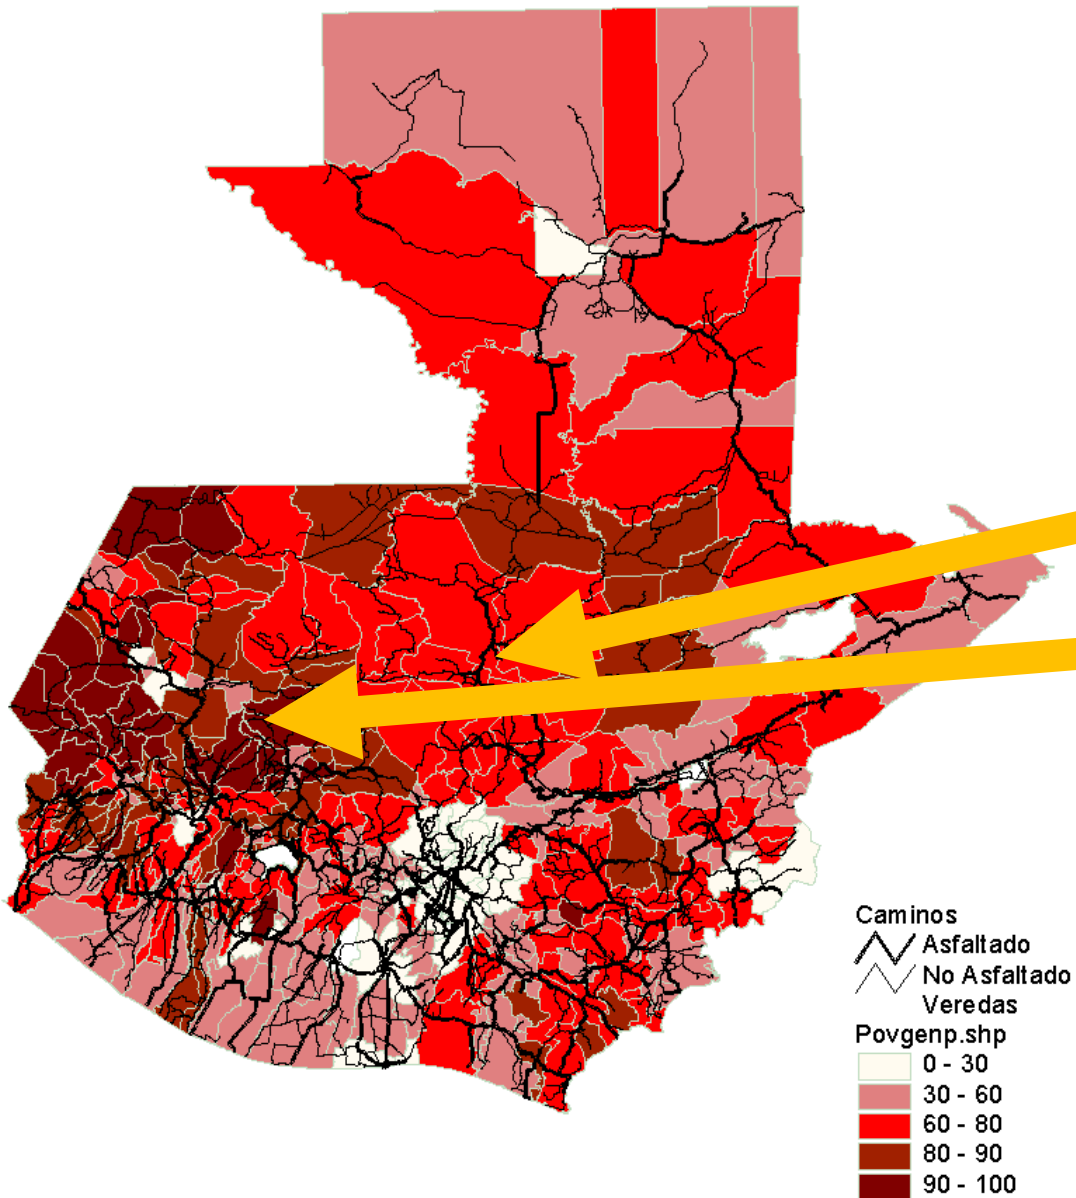 Caminos
Asfaltado
No Asfaltado
Veredas
Povgenp.shp
0 - 30
30 - 60
60 - 80
80 - 90
90 - 100